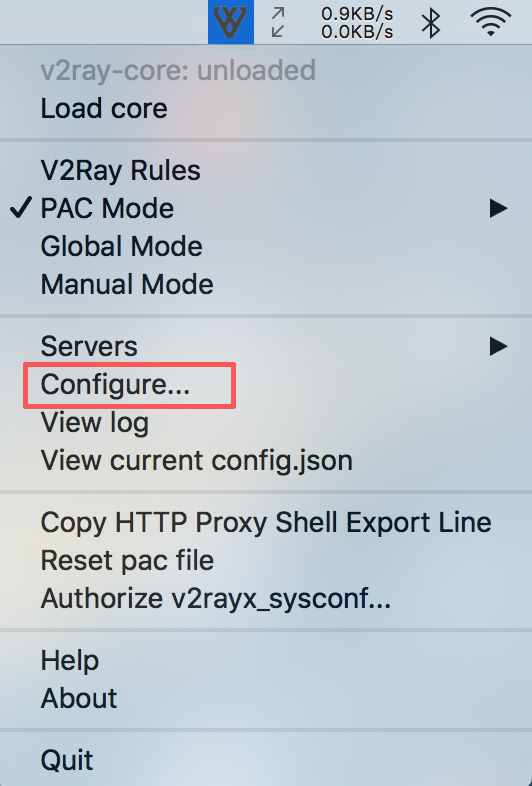 0.9KB/s
0.0KB/s
v2ray-core: unloaded
Load core
V2Ray Rules
PAC Mode
Global Mode
Manual Mode
Servers
Configure...
View log
View current config.json
Copy HTTP Proxy Shell Export Line
Reset pac file
Authorize v2rayx_sysconf...
Help
About
Quit